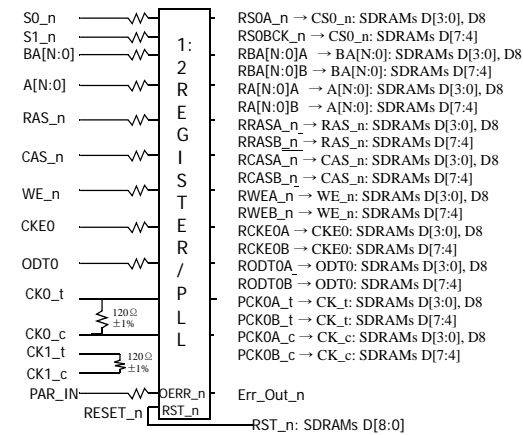 S0_n
S1_n
BA[N:0]
A[N:0]
RAS_n
CAS_n
WE_n
CKE0
ODT0
CK0_t
120Ω
±1%
CK0_c
CK1_t
120Ω
±1%
CK1_c
PAR_IN
RESET_n
1:
2
R
E
G
I
S
T
E
R
/
P
L
L
OERR_n
RST_n
RS0A_n → CS0_n: SDRAMs D[3:0], D8
RS0BCK_n → CS0_n: SDRAMs D[7:4]
RBA[N:0]A → BA[N:0]: SDRAMs D[3:0], D8
RBA[N:0]B → BA[N:0]: SDRAMs D[7:4]
RA[N:0]A → A[N:0]: SDRAMs D[3:0], D8
RA[N:0]B → A[N:0]: SDRAMs D[7:4]
RRASA_n → RAS_n: SDRAMs D[3:0], D8
RRASB_n → RAS_n: SDRAMs D[7:4]
RCASA_n → CAS_n: SDRAMs D[3:0], D8
RCASB_n → CAS_n: SDRAMs D[7:4]
RWEA_n → WE_n: SDRAMs D[3:0], D8
RWEB_n → WE_n: SDRAMs D[7:4]
RCKE0A → CKE0: SDRAMs D[3:0], D8
RCKE0B → CKE0: SDRAMs D[7:4]
RODT0A → ODT0: SDRAMs D[3:0], D8
RODT0B → ODT0: SDRAMs D[7:4]
PCK0A_t → CK_t: SDRAMs D[3:0], D8
PCK0B_t → CK_t: SDRAMs D[7:4]
PCK0A_c → CK_c: SDRAMs D[3:0], D8
PCK0B_c → CK_c: SDRAMs D[7:4]
Err_Out_n
RST_n: SDRAMs D[8:0]